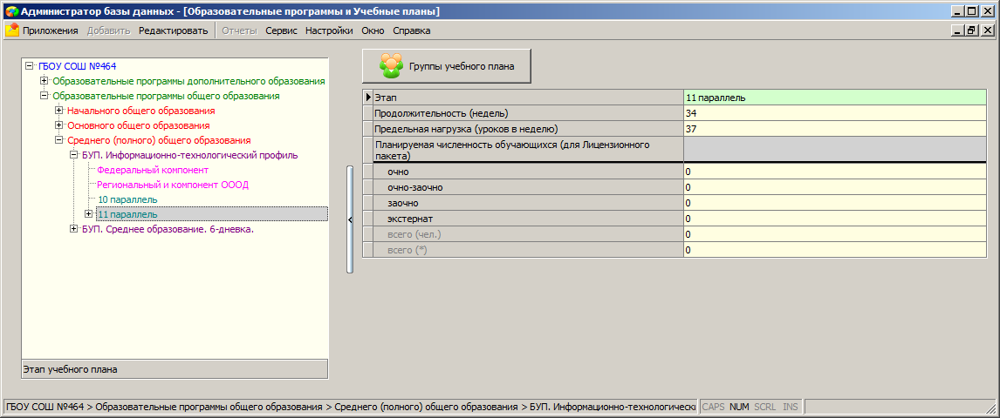 Администратор базы данных - [Образовательные программы и Учебные планы]
Приложения Добавить Редактировать Отчеты Сервис Настройки Окно Справка
ГБОУ СОШ №464
Образовательные программы дополнительного образования
Образовательные программы общего образования
Начального общего образования
Основного общего образования
Среднего (полного) общего образования
БУП. Информационно-технологический профиль
Федеральный компонент
Региональный и компонент ОООД
10 параллель
11 параллель
БУП. Среднее образование. 6-дневка.
Этап учебного плана
Группы учебного плана
Этап 11 параллель
Продолжительность (недель) 34
Предельная нагрузка (уроков в неделю) 37
Планируемая численность обучающихся (для Лицензионного
пакета)
очно 0
очно-заочно 0
заочно 0
экстернат 0
всего (чел.) 0
всего (*) 0
ГБОУ СОШ №464 > Образовательные программы общего образования > Среднего (полного) общего образования > БУП. Информационно-технологически CAPS NUM SCRL INS